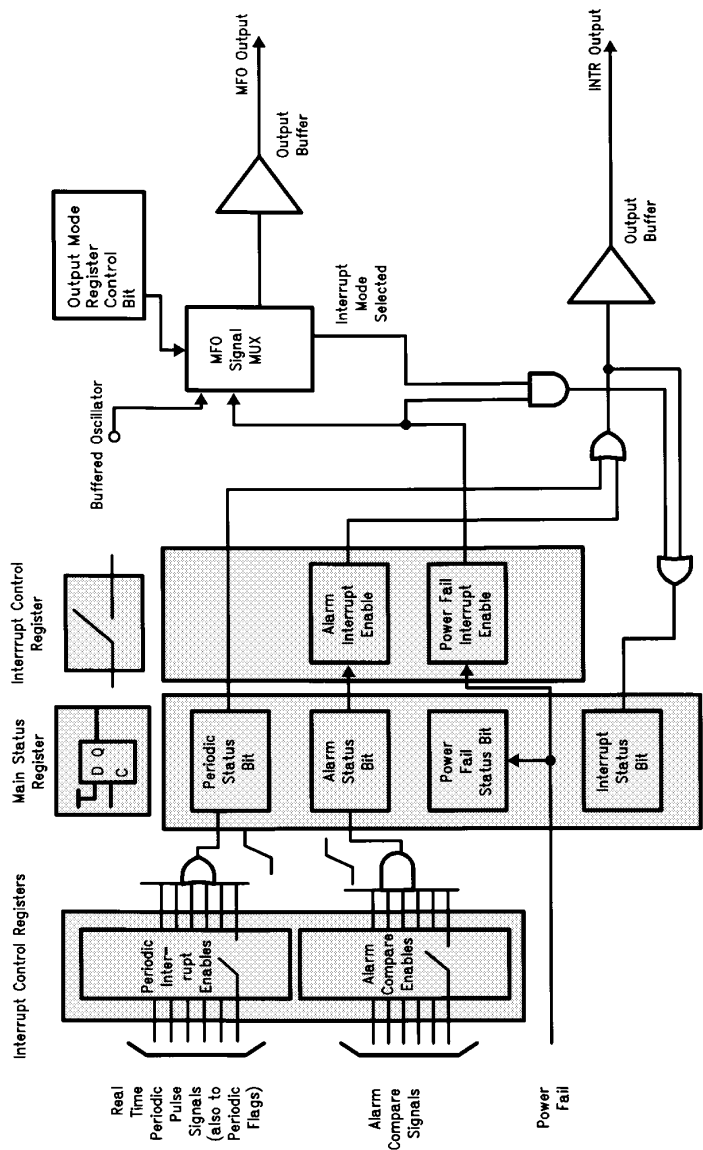 Interrupt Control Registers
Main Status
Register
Interrrupt Control
Register
D Q
C
Buffered Oscillator
Output Mode
Register
Control
Bit
Real
Time
Periodic
Pulse
Signals
(also to
Periodic
Flags)
Periodic
Inter–
rupt
Enables
Periodic
Status
Bit
MFO
Signal
MUX
Output
Buffer
MFO Output
Alarm
Compare
Signals
Alarm
Compare
Enables
Alarm
Status
Bit
Alarm
Interrupt
Enable
Interrupt
Mode
Selected
Power
Fail
Power
Fail
Status Bit
Power Fail
Interrupt
Enable
Interrupt
Status
Bit
Output
Buffer
INTR Output